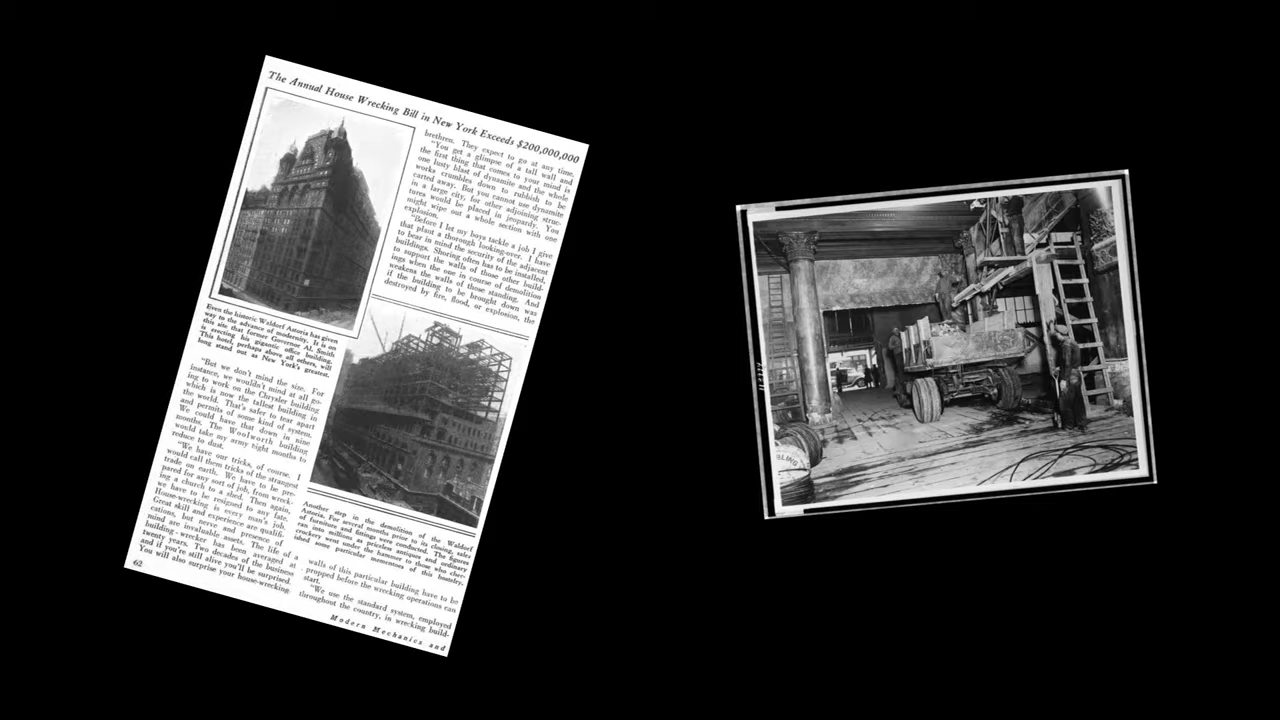 The Annual House Wrecking Bill in New York Exceeds $200,000,000
Even the historic Waldorf Astoria has given
way to the advance of modernity. It is on
this site that former Governor Al. Smith
is erecting his gigantic office building.
This hotel, perhaps above all others, will
long stand out as New York's greatest.
"But we don't mind the size. For
instance, we wouldn't mind at all go-
ing to work on the Chrysler building
which is now the tallest building in
the world. That's safer to tear apart
and permits of some kind of system.
We could have that down in nine
months. The Woolworth building
would take my army eight months to
reduce to dust.
"We have our tricks, of course. I
would call them tricks of the strangest
trade on earth. We have to be pre-
pared for any sort of job, from wreck-
ing a church to a shed. Then again,
we have to be resigned to any fate.
House-wrecking is every man's job.
Great skill and experience are qualifi-
cations, but nerve and presence of
mind are invaluable assets. The life of a
building-wrecker has been averaged at
twenty years. Two decades of the business
and if you're still alive you'll be surprised.
You will also surprise your house-wrecking
62
brethren. They expect to go at any time.
"You get a glimpse of a tall wall and
the first thing that comes to your mind is
one lusty blast of dynamite and the whole
works crumbles down to rubbish to be
carted away. But you cannot use dynamite
in a large city, for other adjoining struc-
tures would be placed in jeopardy. You
might wipe out a whole section with one
explosion.
"Before I let my boys tackle a job I give
that plant a thorough looking-over. I have
to bear in mind the security of the adjacent
buildings. Shoring often has to be installed,
to support the walls of those other build-
ings when the one in course of demolition
weakens the walls of those standing. And
if the building to be brought down was
destroyed by fire, flood, or explosion, the
Another step in the demolition of the Waldorf
Astoria. For several months prior to its closing, sales
of furniture and fittings were conducted. The figures
ran into millions as priceless antiques and ordinary
crockery went under the hammer to those who cher-
ished some particular mementoes of this hostelry.
walls of this particular building have to be
propped before the wrecking operations can
start.
"We use the standard system, employed
throughout the country, in wrecking build-
Modern Mechanics and
BLING